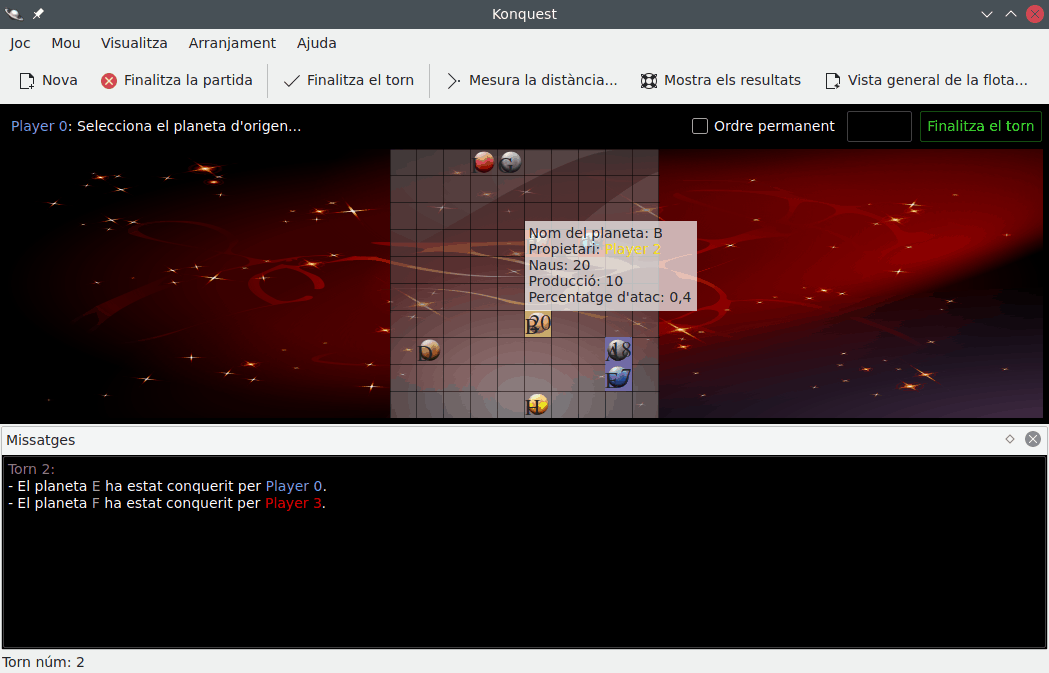 Konquest
Joc Mou Visualitza Arranjament Ajuda
Nova Finalitza la partida Finalitza el torn Mesura la distància... Mostra els resultats Vista general de la flota...
Player 0: Selecciona el planeta d'origen... Ordre permanent Finalitza el torn
G
Nom del planeta: B
Propietari: Player 2
Naus: 20
Producció: 10
Percentatge d'atac: 0,4
B 20
D 18
E 7
H
Missatges
Torn 2:
- El planeta E ha estat conquerit per Player 0.
- El planeta F ha estat conquerit per Player 3.
Torn núm: 2